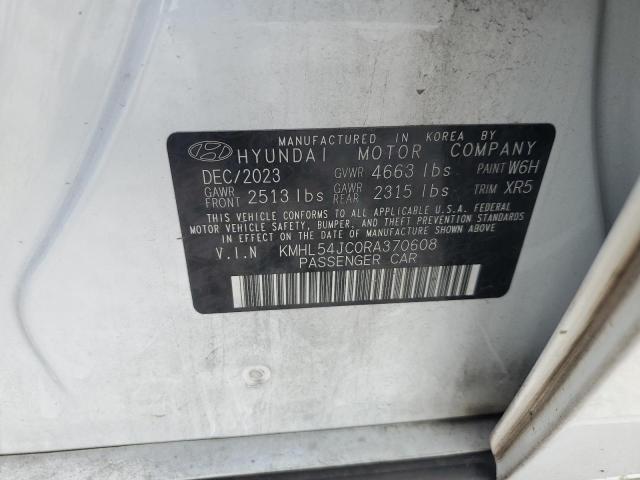 MANUFACTURED IN KOREA BY
HYUNDAI MOTOR COMPANY
DEC/2023 GVWR 4663 lbs PAINT W6H
GAWR FRONT 2513 lbs GAWR REAR 2315 lbs TRIM XR5
THIS VEHICLE CONFORMS TO ALL APPLICABLE U.S.A. FEDERAL
MOTOR VEHICLE SAFETY, BUMPER, AND THEFT PREVENTION STANDARDS
IN EFFECT ON THE DATE OF MANUFACTURE SHOWN ABOVE.
V.I.N KMHL54JC0RA370608
PASSENGER CAR